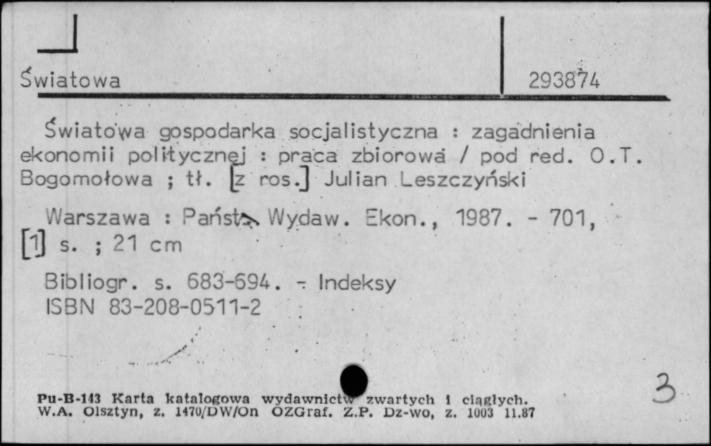 Światowa 293874
Światowa gospodarka socjalistyczna : zagadnienia
ekonomii politycznej : praca zbiorowa / pod red. O.T.
Bogomołowa ; tł. [z ros.] Julian Leszczyński
Warszawa : Państ. Wydaw. Ekon., 1987. - 701,
[1] s. ; 21 cm
Bibliogr. s. 683-694. - Indeksy
ISBN 83-208-0511-2
3
Pu-B-143 Karta katalogowa wydawnictw zwartych i ciągłych.
W.A. Olsztyn, z. 1470/DW/On OZGraf. Z.P. Dz-wo, z. 1003 11.87